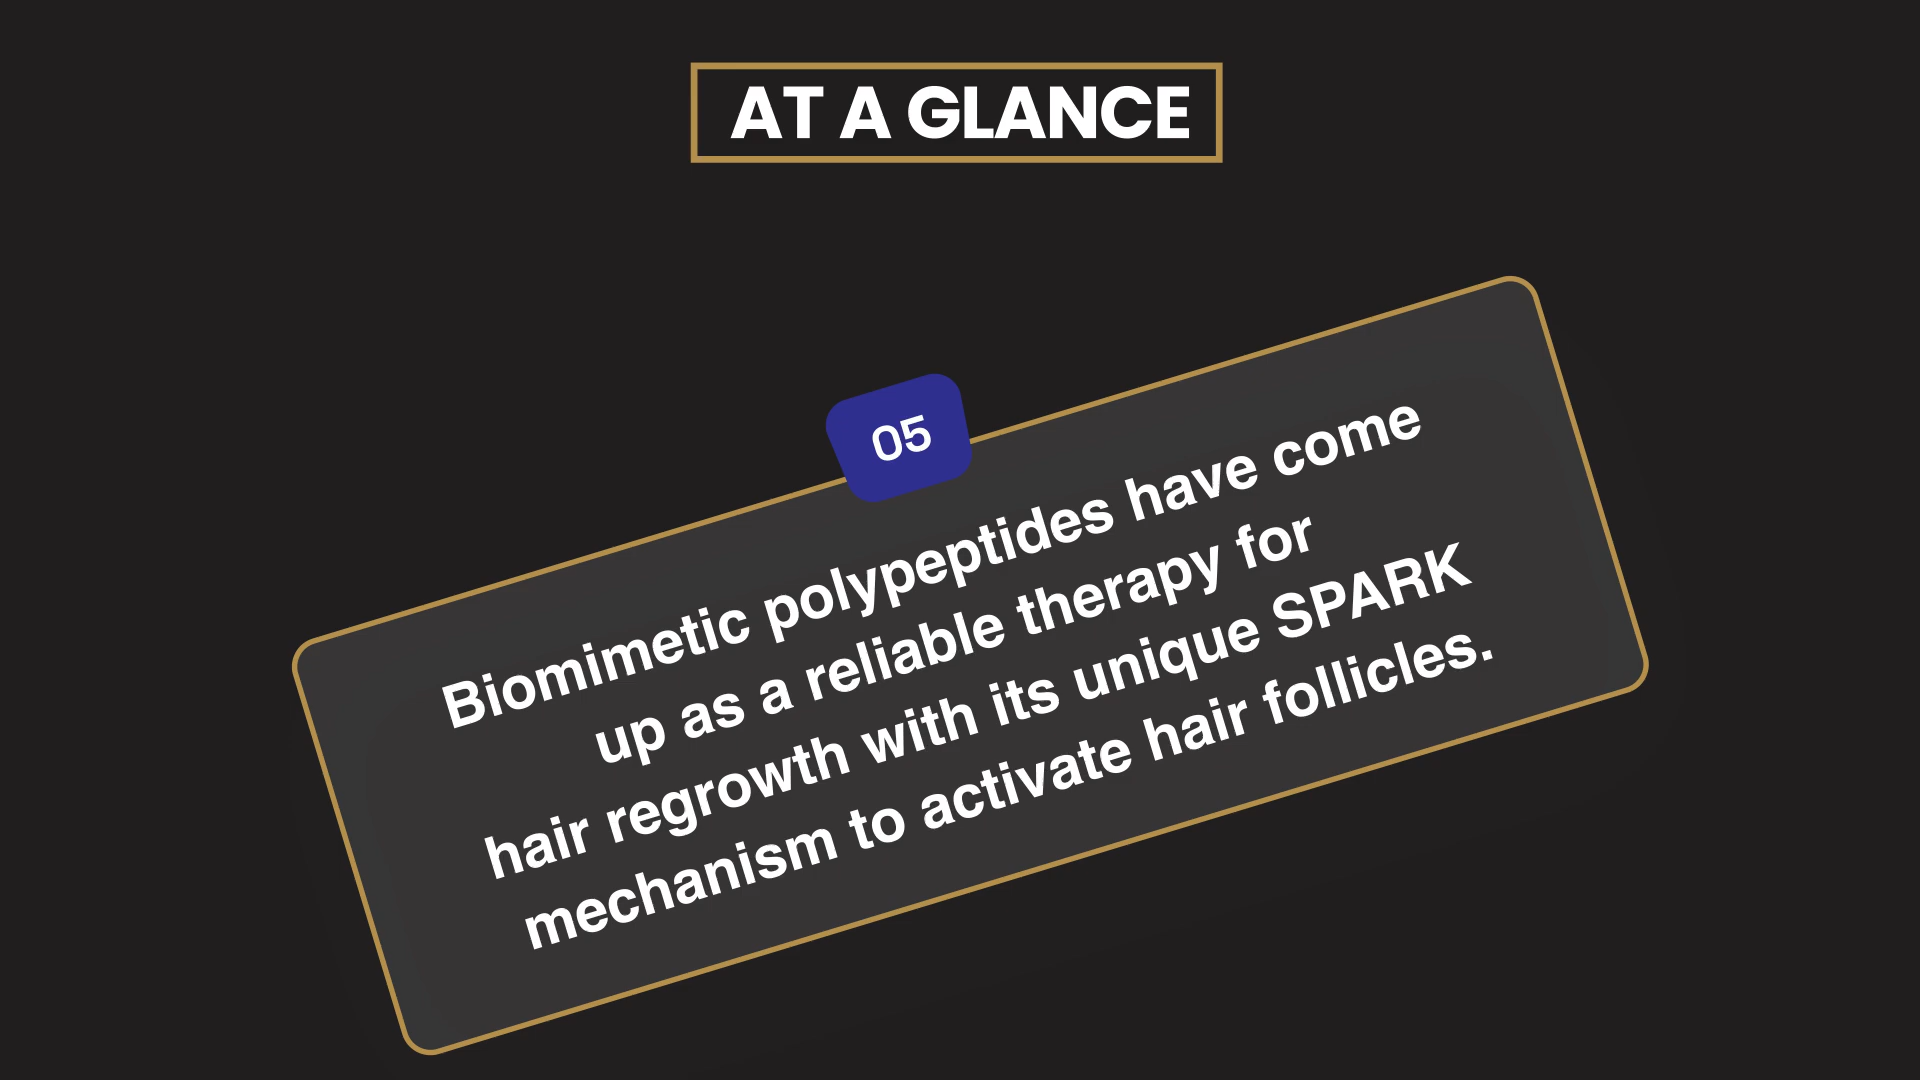 AT A GLANCE
05
Biomimetic polypeptides have come
up as a reliable therapy for
hair regrowth with its unique SPARK
mechanism to activate hair follicles.